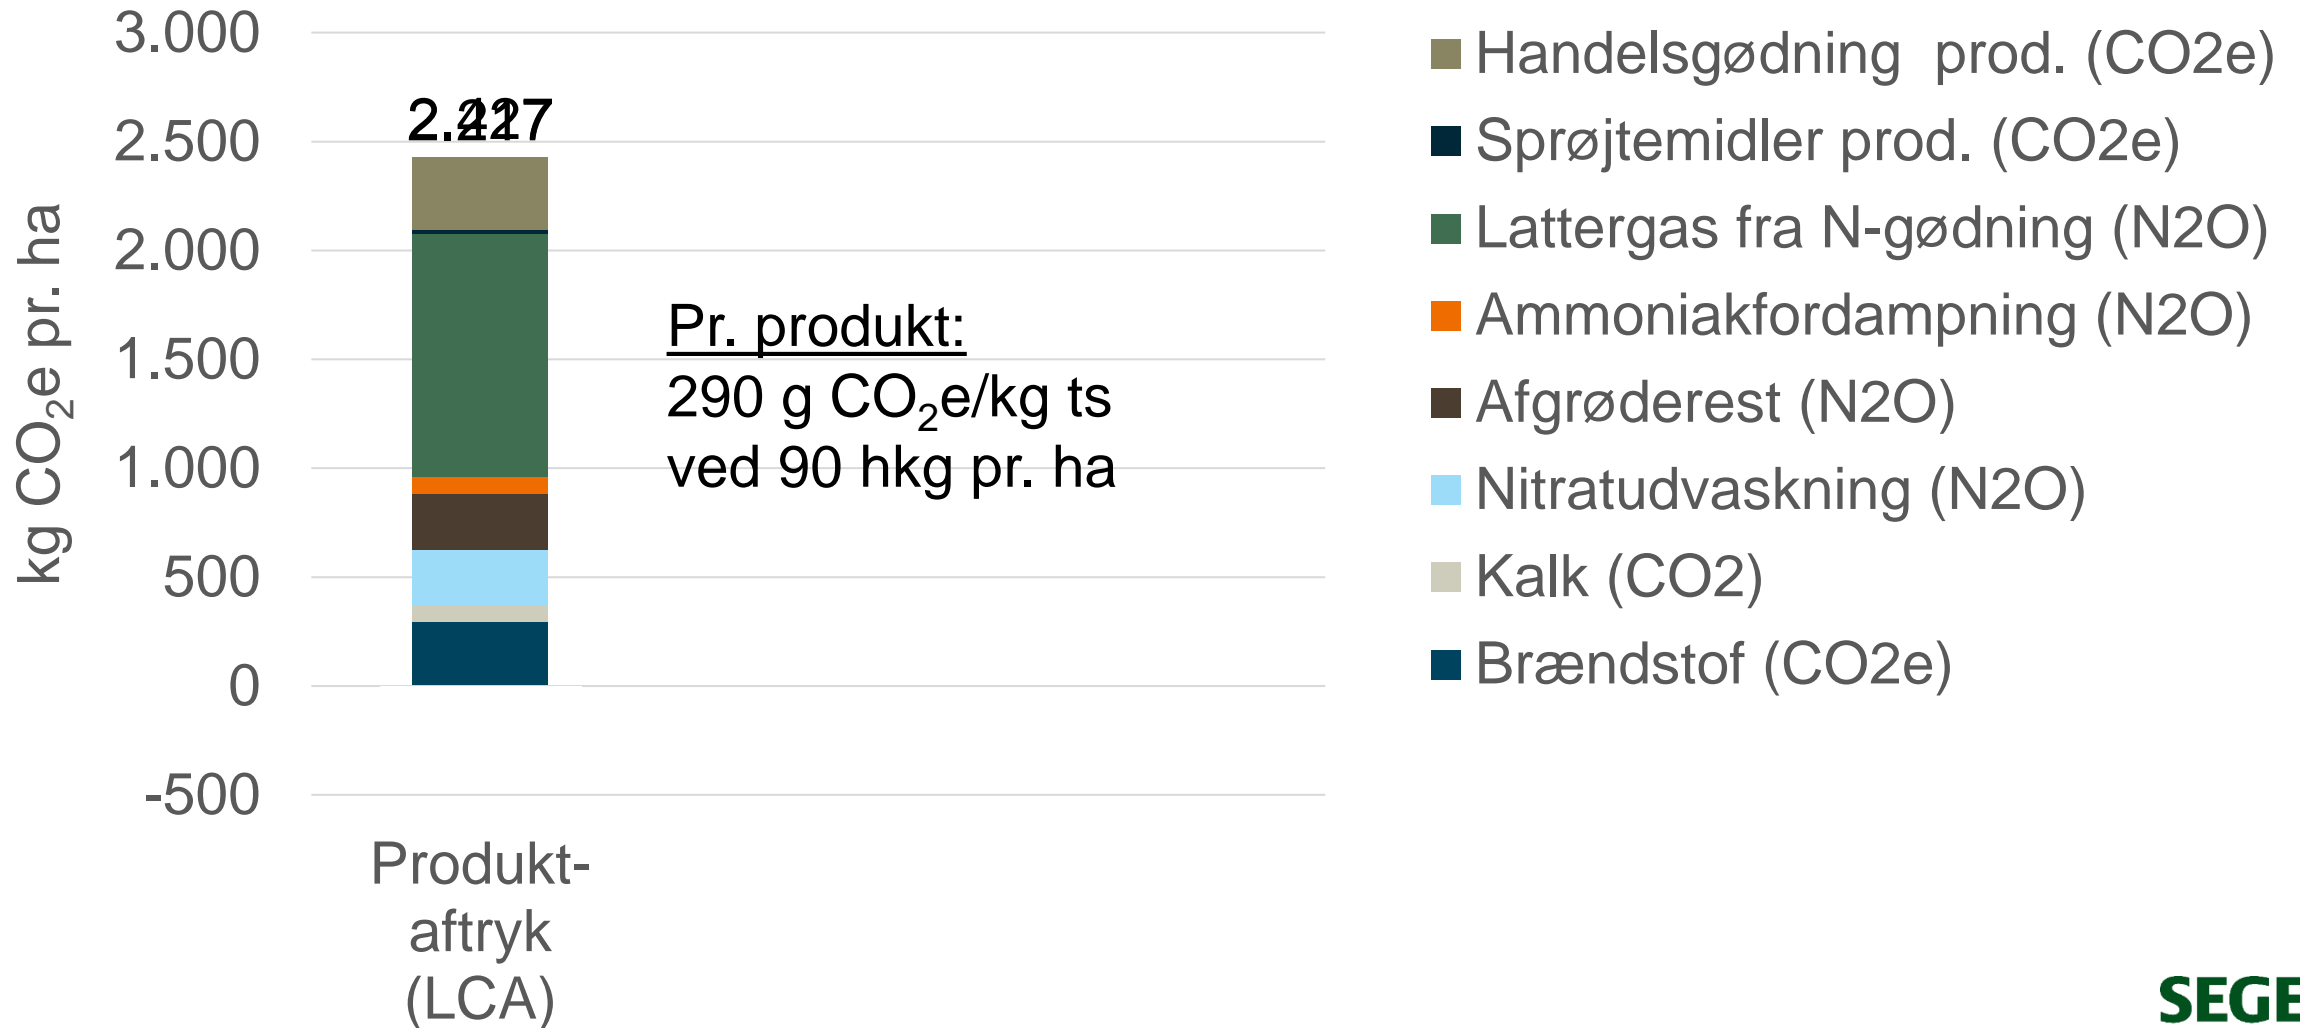 3.000
2.500
2.000
1.500
1.000
500
0
-500
kg CO₂e pr. ha
Pr. produkt:
290 g CO₂e/kg ts
ved 90 hkg pr. ha
Produkt-
aftryk
(LCA)
Handelsgødning  prod. (CO2e)
Sprøjtemidler prod. (CO2e)
Lattergas fra N-gødning (N2O)
Ammoniakfordampning (N2O)
Afgrøderest (N2O)
Nitratudvaskning (N2O)
Kalk (CO2)
Brændstof (CO2e)
SEGE